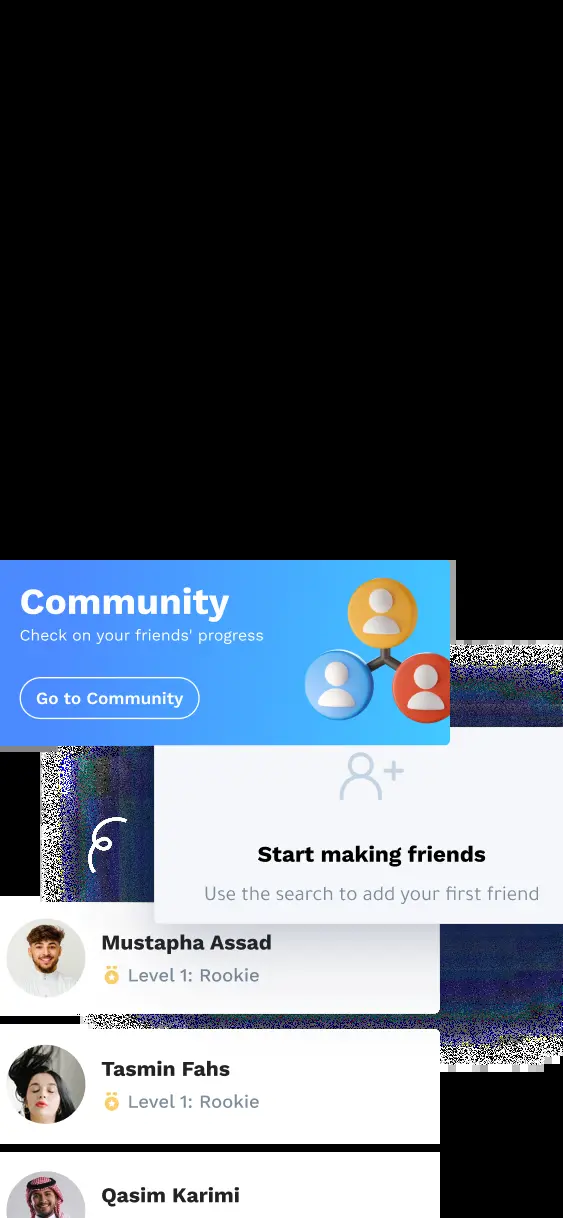 Community
Check on your friends' progress
Go to Community
Start making friends
Use the search to add your first friend
Mustapha Assad
Level 1: Rookie
Tasmin Fahs
Level 1: Rookie
Qasim Karimi